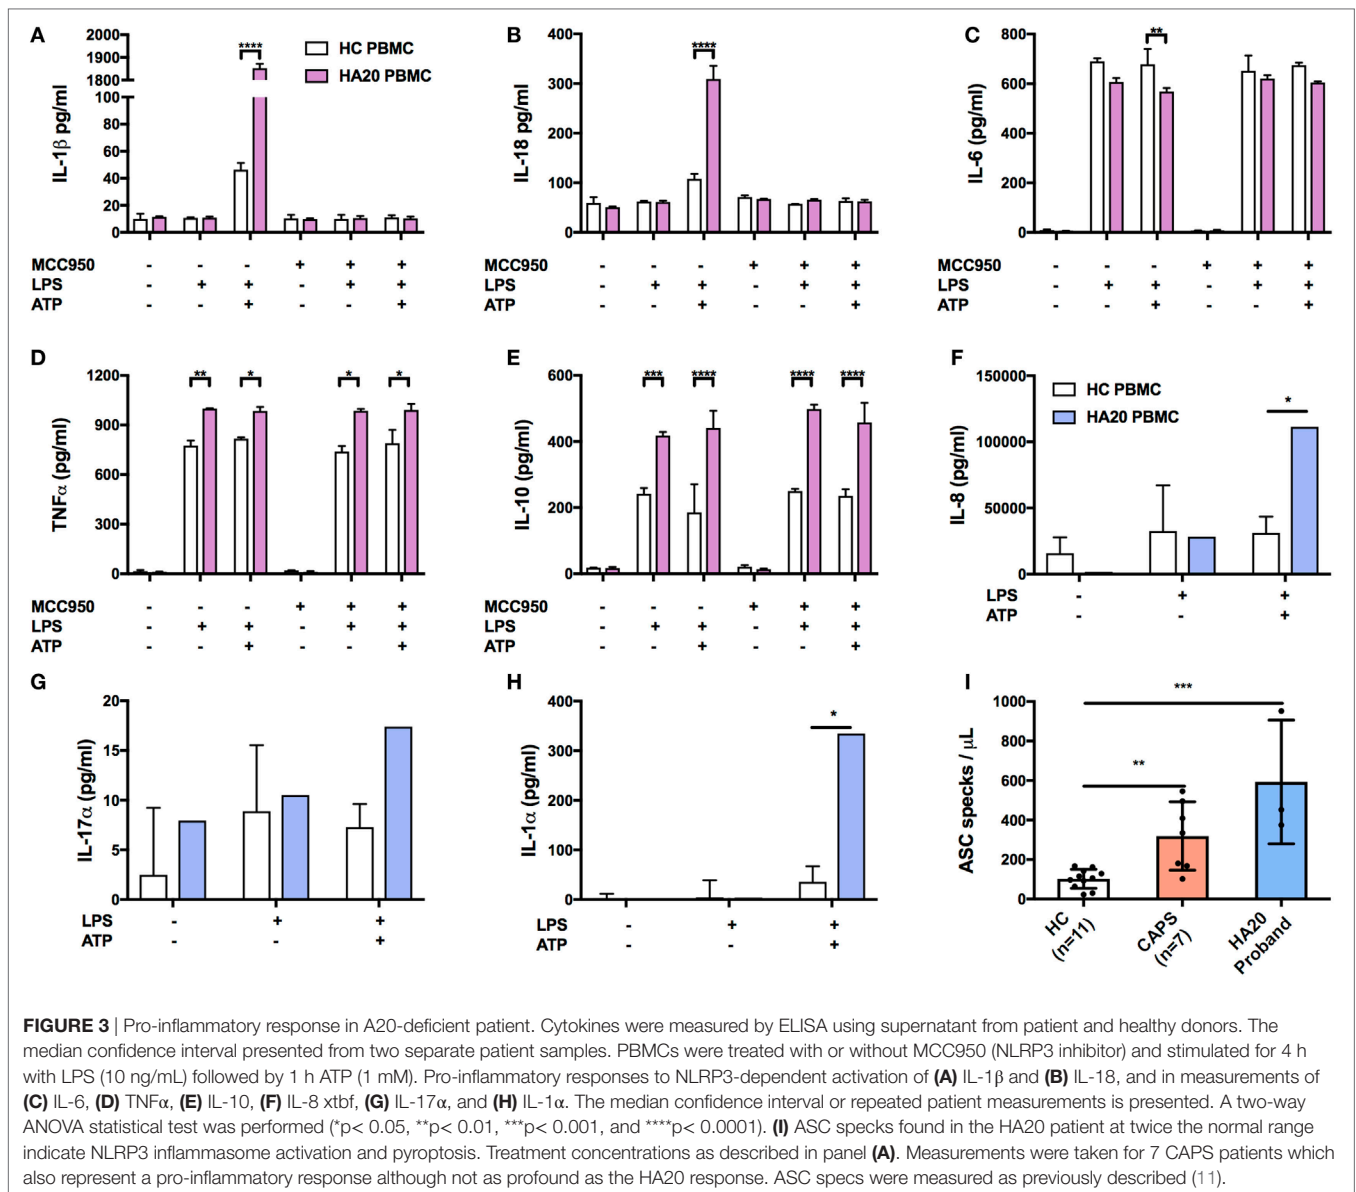 A
2000
1900
1800
100
80
60
40
20
0
IL-1β pg/ml
HC PBMC
HA20 PBMC
****
MCC950 - - - + + +
LPS - + + - + +
ATP - - + - - +
B
400
300
200
100
0
IL-18 pg/ml
****
MCC950 - - - + + +
LPS - + + - + +
ATP - - + - - +
C
800
600
400
200
0
IL-6 (pg/ml)
**
MCC950 - - - + + +
LPS - + + - + +
ATP - - + - - +
D
1200
900
600
300
0
TNFα (pg/ml)
** * * *
MCC950 - - - + + +
LPS - + + - + +
ATP - - + - - +
E
600
400
200
0
IL-10 (pg/ml)
*** **** **** ****
MCC950 - - - + + +
LPS - + + - + +
ATP - - + - - +
F
150000
100000
50000
0
IL-8 (pg/ml)
HC PBMC
HA20 PBMC
*
LPS - + +
ATP - - +
G
20
15
10
5
0
IL-17α (pg/ml)
LPS - + +
ATP - - +
H
400
300
200
100
0
IL-1α (pg/ml)
*
LPS - + +
ATP - - +
I
1000
800
600
400
200
0
ASC specks / μL
***
**
HC
(n=11)
CAPS
(n=7)
HA20
Proband
FIGURE 3 | Pro-inflammatory response in A20-deficient patient. Cytokines were measured by ELISA using supernatant from patient and healthy donors. The
median confidence interval presented from two separate patient samples. PBMCs were treated with or without MCC950 (NLRP3 inhibitor) and stimulated for 4 h
with LPS (10 ng/mL) followed by 1 h ATP (1 mM). Pro-inflammatory responses to NLRP3-dependent activation of (A) IL-1β and (B) IL-18, and in measurements of
(C) IL-6, (D) TNFα, (E) IL-10, (F) IL-8 xtbf, (G) IL-17α, and (H) IL-1α. The median confidence interval or repeated patient measurements is presented. A two-way
ANOVA statistical test was performed (*p< 0.05, **p< 0.01, ***p< 0.001, and ****p< 0.0001). (I) ASC specks found in the HA20 patient at twice the normal range
indicate NLRP3 inflammasome activation and pyroptosis. Treatment concentrations as described in panel (A). Measurements were taken for 7 CAPS patients which
also represent a pro-inflammatory response although not as profound as the HA20 response. ASC specs were measured as previously described (11).